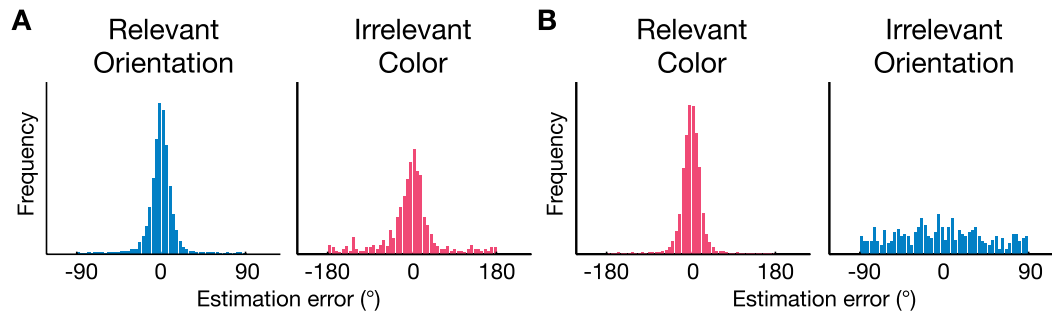 A
Relevant
Orientation
Irrelevant
Color
Frequency
-90 0 90
-180 0 180
Estimation error (°)
B
Relevant
Color
Irrelevant
Orientation
Frequency
-180 0 180
-90 0 90
Estimation error (°)